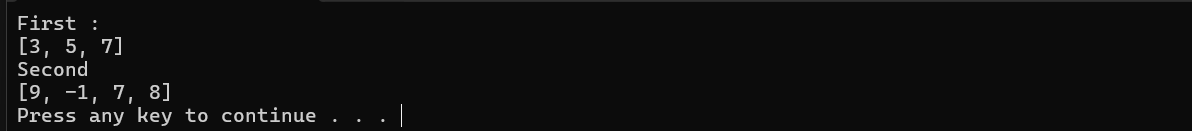 First :
[3, 5, 7]
Second
[9, -1, 7, 8]
Press any key to continue . . .